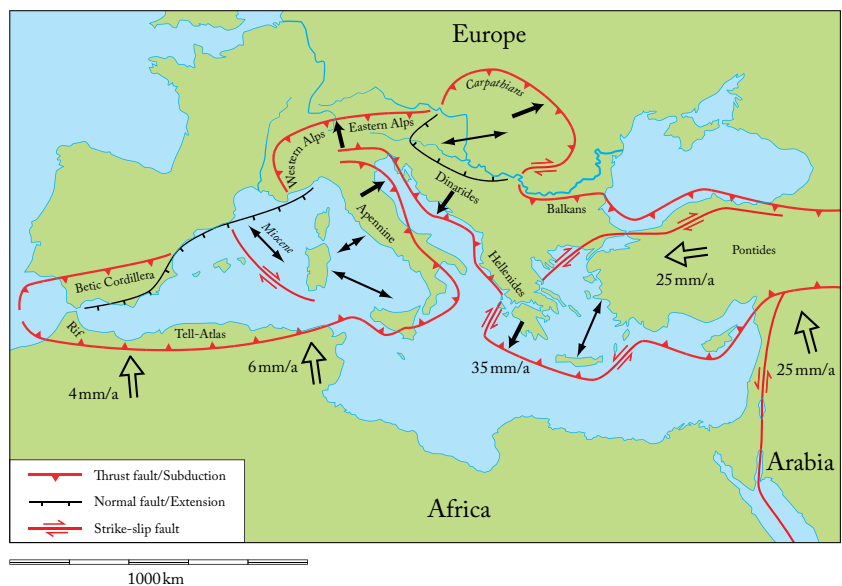 Europe
Carpathians
Eastern Alps
Western Alps
Dinarides
Balkans
Apennine
Miocene
Hellenides
Pontides
25 mm/a
Betic Cordillera
Rif
Tell-Atlas
4 mm/a
6 mm/a
35 mm/a
25 mm/a
Arabia
Africa
Thrust fault/Subduction
Normal fault/Extension
Strike-slip fault
1000 km